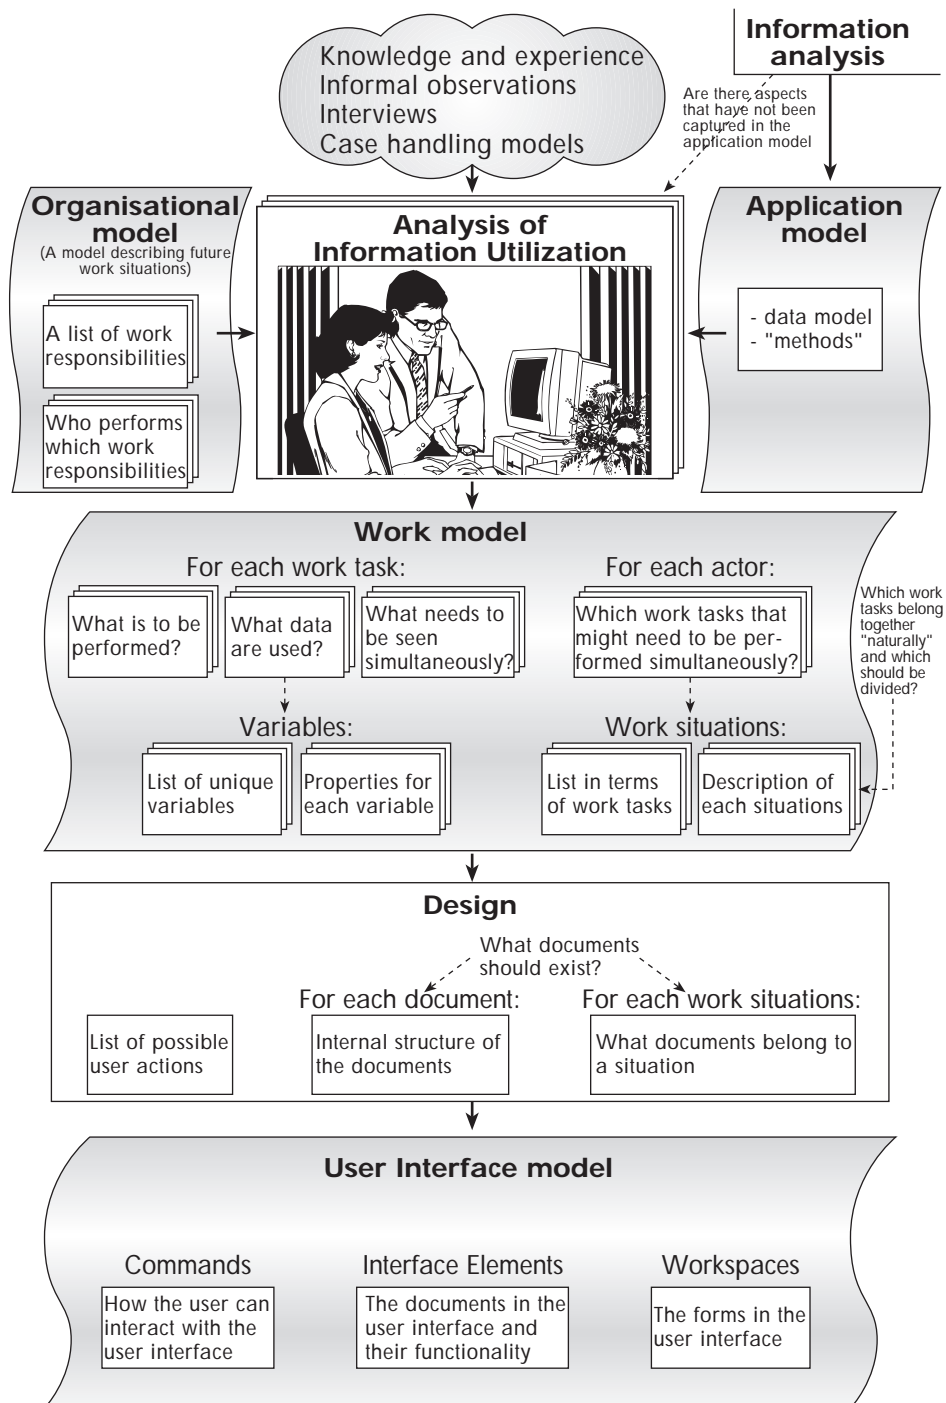 Knowledge and experience
Informal observations
Interviews
Case handling models
Information
analysis
Are there aspects
that have not been
captured in the
application model
Organisational
model
(A model describing future
work situations)
A list of work
responsibilities
Who performs
which work
responsibilities
Analysis of
Information Utilization
Application
model
- data model
- "methods"
Work model
For each work task:
What is to be
performed?
What data
are used?
What needs to
be seen
simultaneously?
For each actor:
Which work tasks that
might need to be per-
formed simultaneously?
Which work
tasks belong
together
"naturally"
and which
should be
divided?
Variables:
List of unique
variables
Properties for
each variable
Work situations:
List in terms
of work tasks
Description of
each situations
Design
What documents
should exist?
For each document:
For each work situations:
List of possible
user actions
Internal structure of
the documents
What documents belong to
a situation
User Interface model
Commands
How the user can
interact with the
user interface
Interface Elements
The documents in the
user interface and
their functionality
Workspaces
The forms in the
user interface